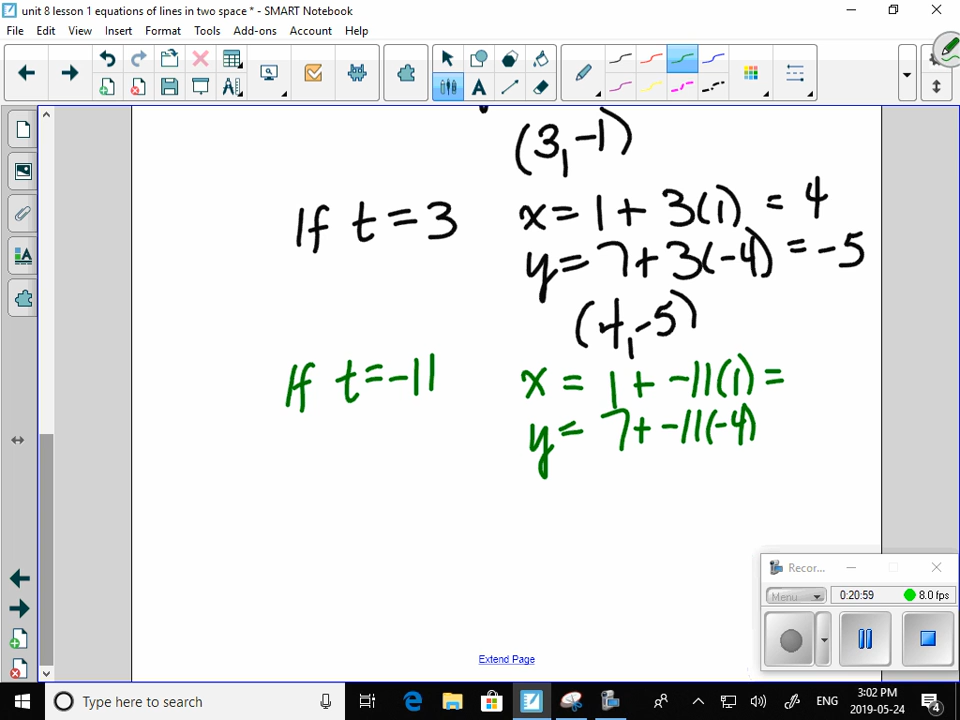 unit 8 lesson 1 equations of lines in two space * - SMART Notebook
File Edit View Insert Format Tools Add-ons Account Help
(3,-1)
If t=3 x=1+3(1) =4
y=7+3(-4)=-5
(4,-5)
If t=-11 x = 1+-11(1)=
y= 7+-11(-4)
Recor...
Menu 0:20:59 8.0 fps
Extend Page
Type here to search
ENG
3:02 PM
2019-05-24
4